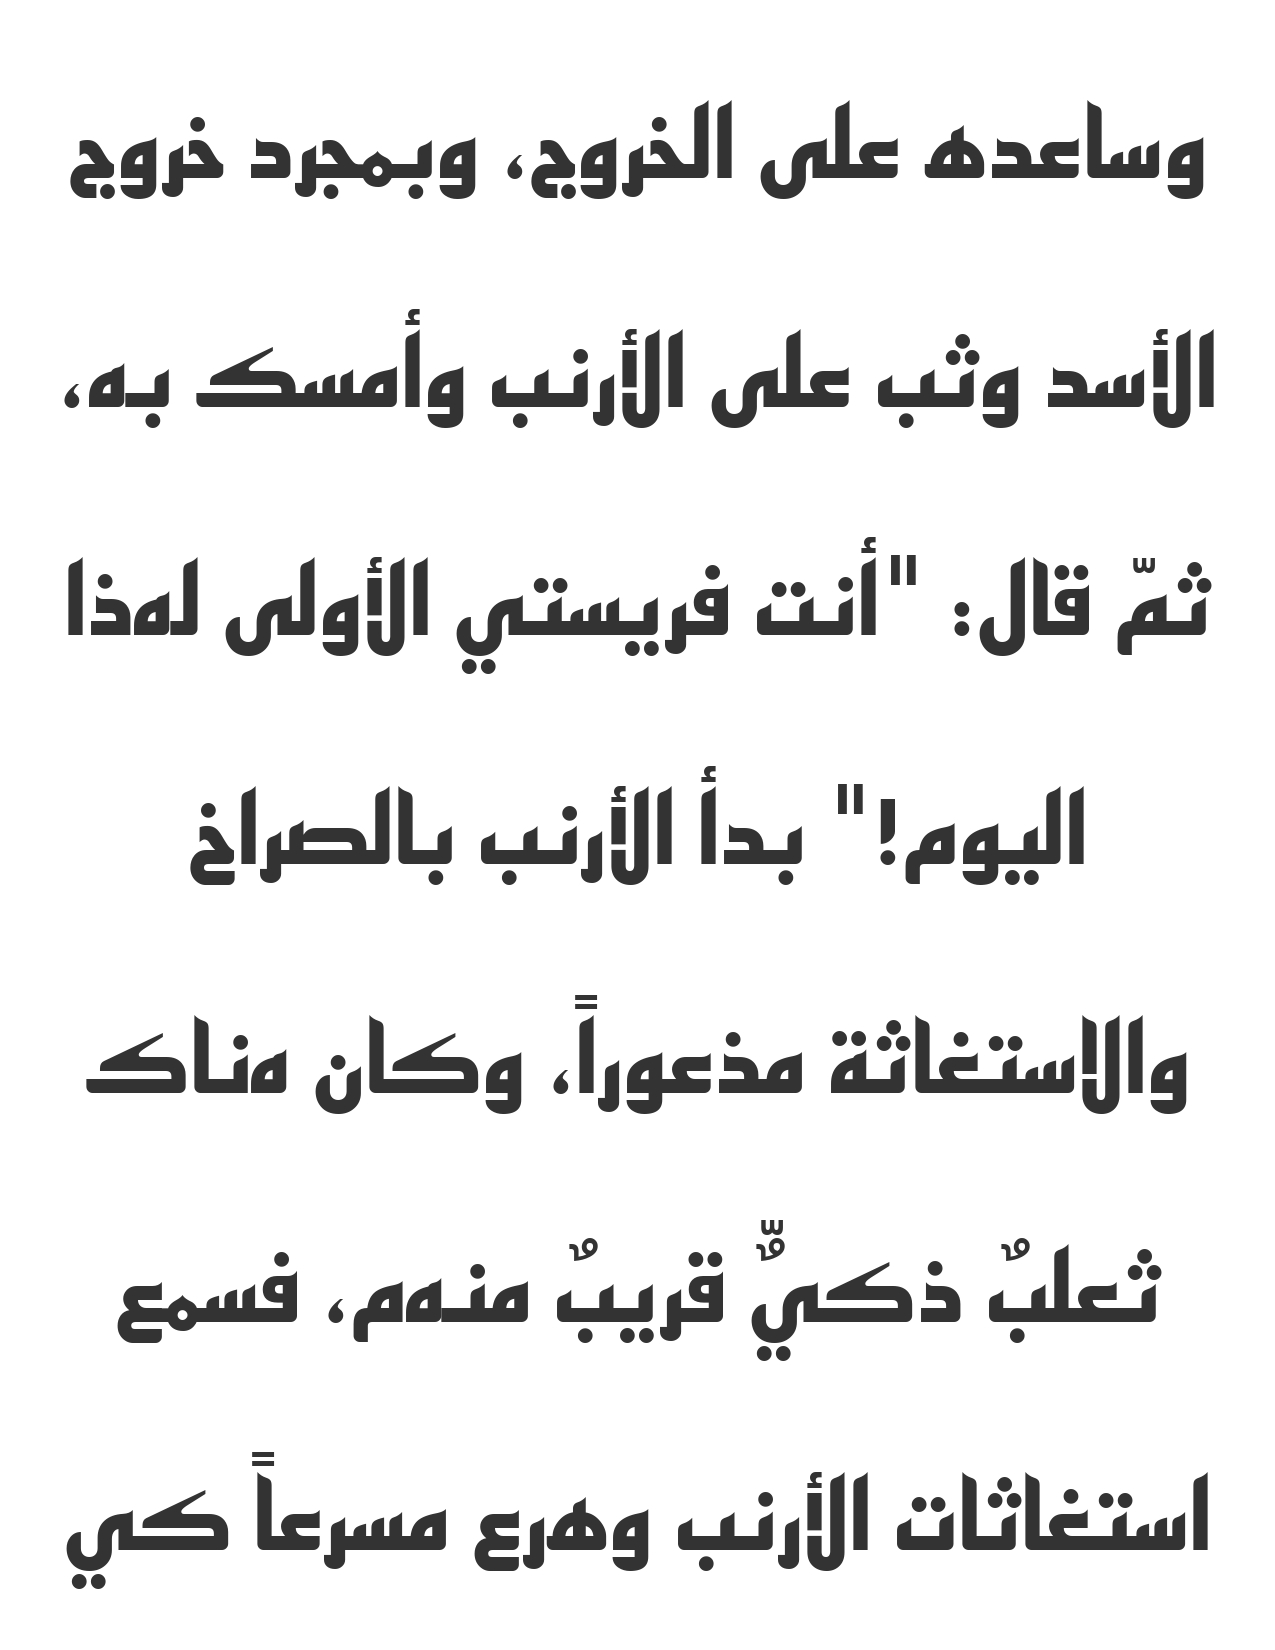 وساعده على الخروج، وبمجرد خروج
الأسد وثب على الأرنب وأمسك به،
ثمّ قال: "أنت فريستي الأولى لهذا
اليوم!" بدأ الأرنب بالصراخ
والاستغاثة مذعوراً، وكان هناك
ثعلبٌ ذكيٌّ قريبٌ منهم، فسمع
استغاثات الأرنب وهرع مسرعاً كي